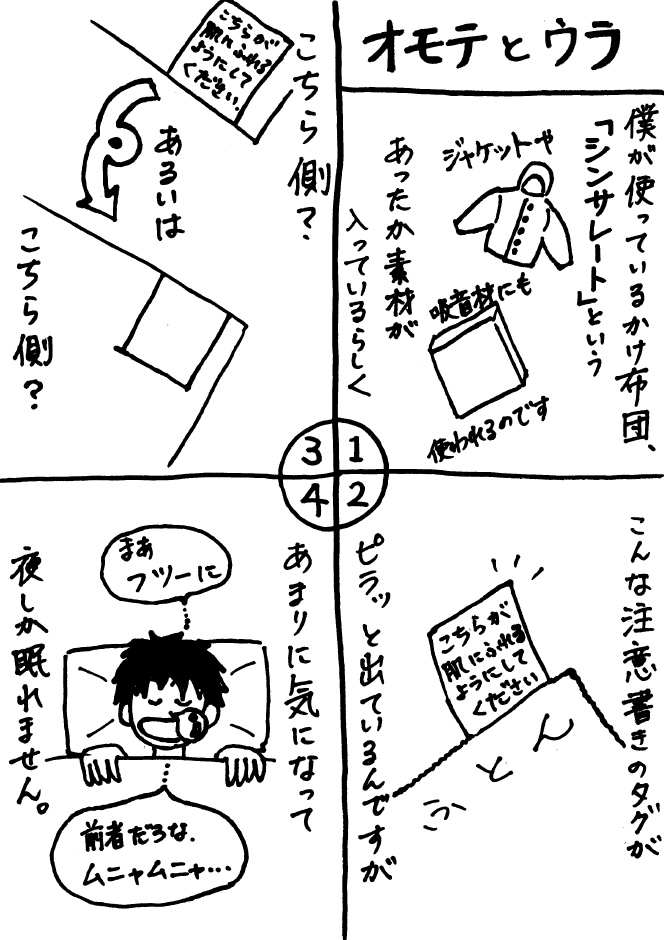 オモテとウラ
僕が使っているかけ布団、
「シンサレート」という
ジャケットや
吸音材にも
使われるのです
あったか素材が
入っているらしく
1
2
3
4
こんな注意書きのタグが
こちらが
肌にふれる
ようにして
ください
ふとん
ピラッと出ているんですが
こちら側?
こちらが
肌にふれる
ようにして
ください.
あるいは
こちら側?
あまりに気になって
まぁ
フツーに
前者だろな.
ムニャムニャ…
夜しか眠れません。